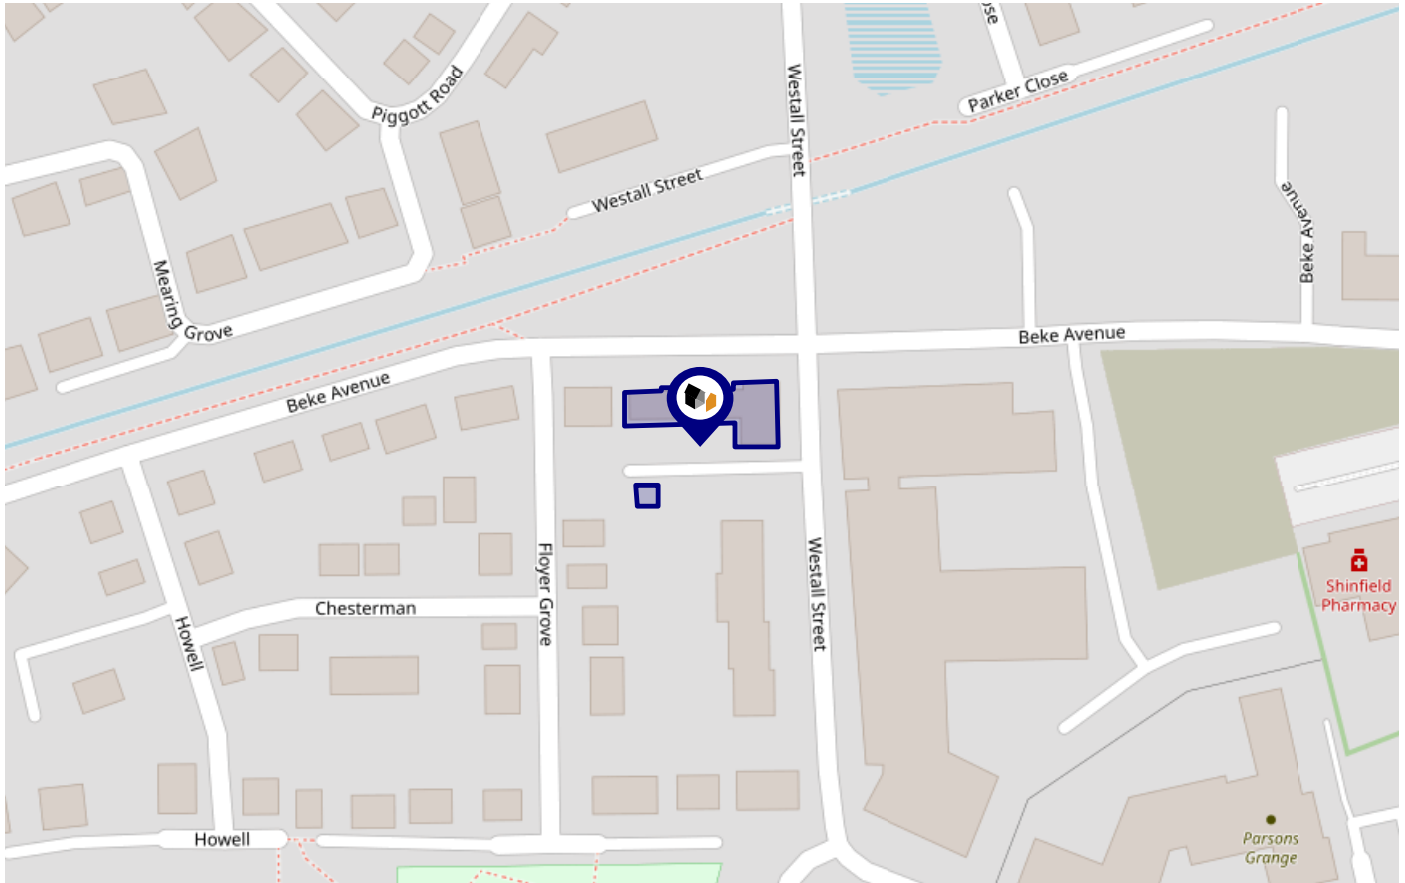 Piggott Road
Westall Street
Parker Close
Westall Street
Beke Avenue
Mearing Grove
Beke Avenue
Beke Avenue
Floyer Grove
Westall Street
Chesterman
Howell
Shinfield
Pharmacy
Howell
Parsons
Grange